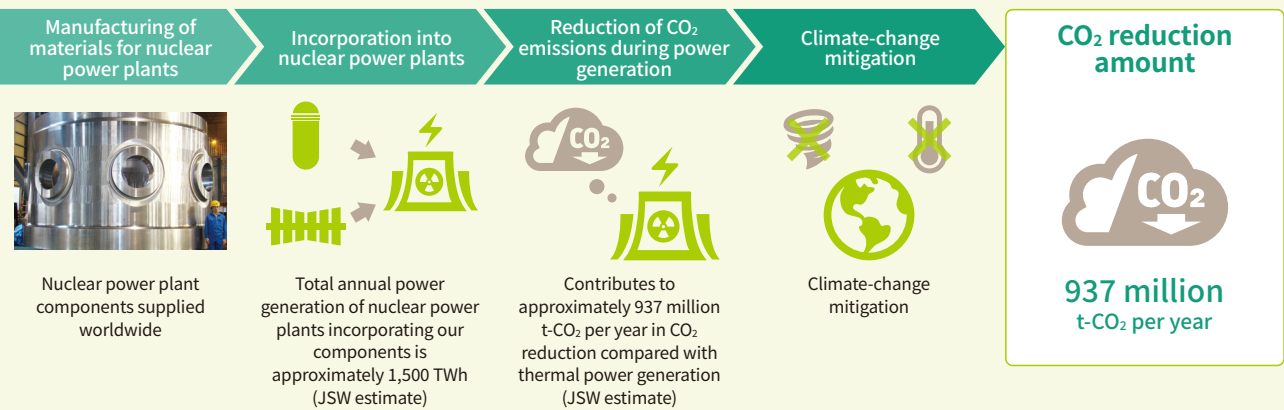 Manufacturing of
materials for nuclear
power plants
Incorporation into
nuclear power plants
Reduction of CO₂
emissions during power
generation
Climate-change
mitigation
CO₂ reduction
amount
CO₂
CO₂
Nuclear power plant
components supplied
worldwide
Total annual power
generation of nuclear power
plants incorporating our
components is
approximately 1,500 TWh
(JSW estimate)
Contributes to
approximately 937 million
t-CO₂ per year in CO₂
reduction compared with
thermal power generation
(JSW estimate)
Climate-change
mitigation
937 million
t-CO₂ per year